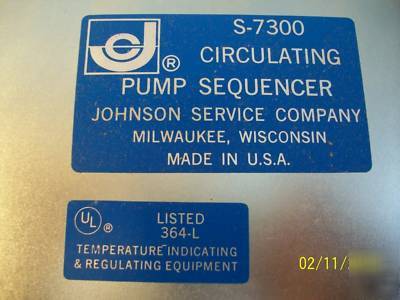 S-7300
CIRCULATING
PUMP SEQUENCER
JOHNSON SERVICE COMPANY
MILWAUKEE, WISCONSIN
MADE IN U.S.A.
UL ® LISTED
364-L
TEMPERATURE INDICATING
& REGULATING EQUIPMENT
02/11/